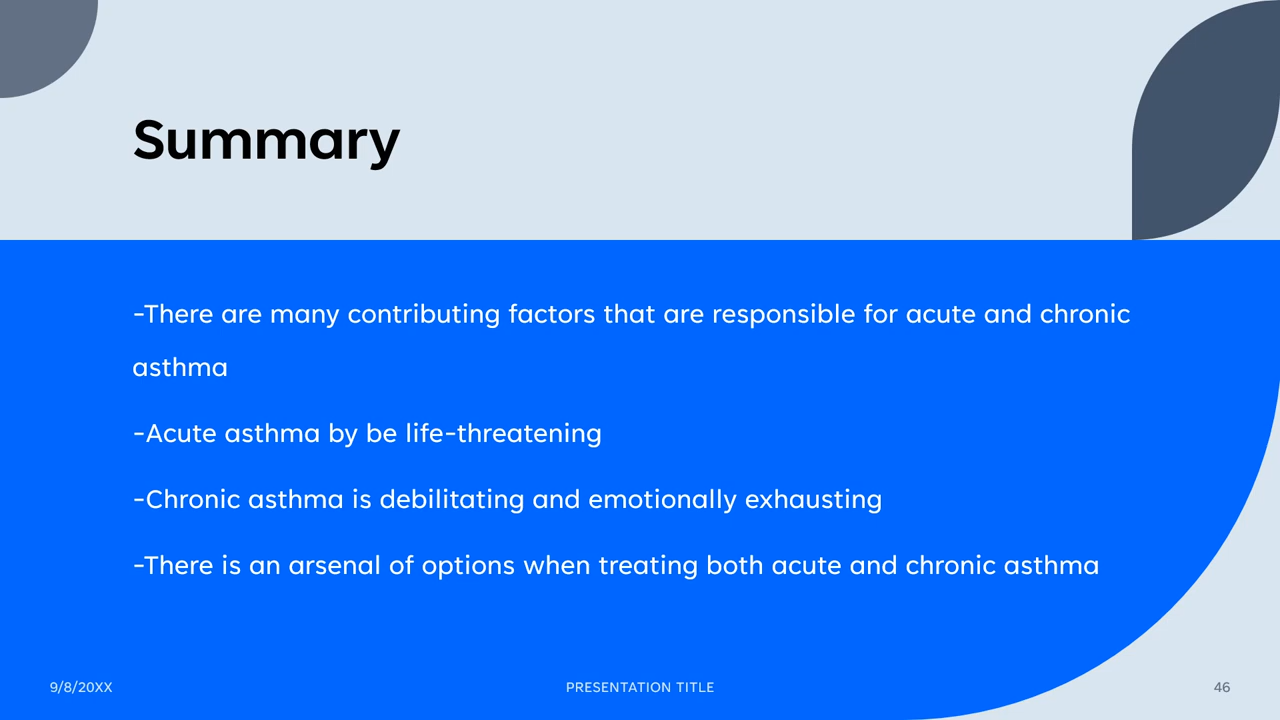 Summary
-There are many contributing factors that are responsible for acute and chronic
asthma
-Acute asthma by be life-threatening
-Chronic asthma is debilitating and emotionally exhausting
-There is an arsenal of options when treating both acute and chronic asthma
9/8/20XX
PRESENTATION TITLE
46